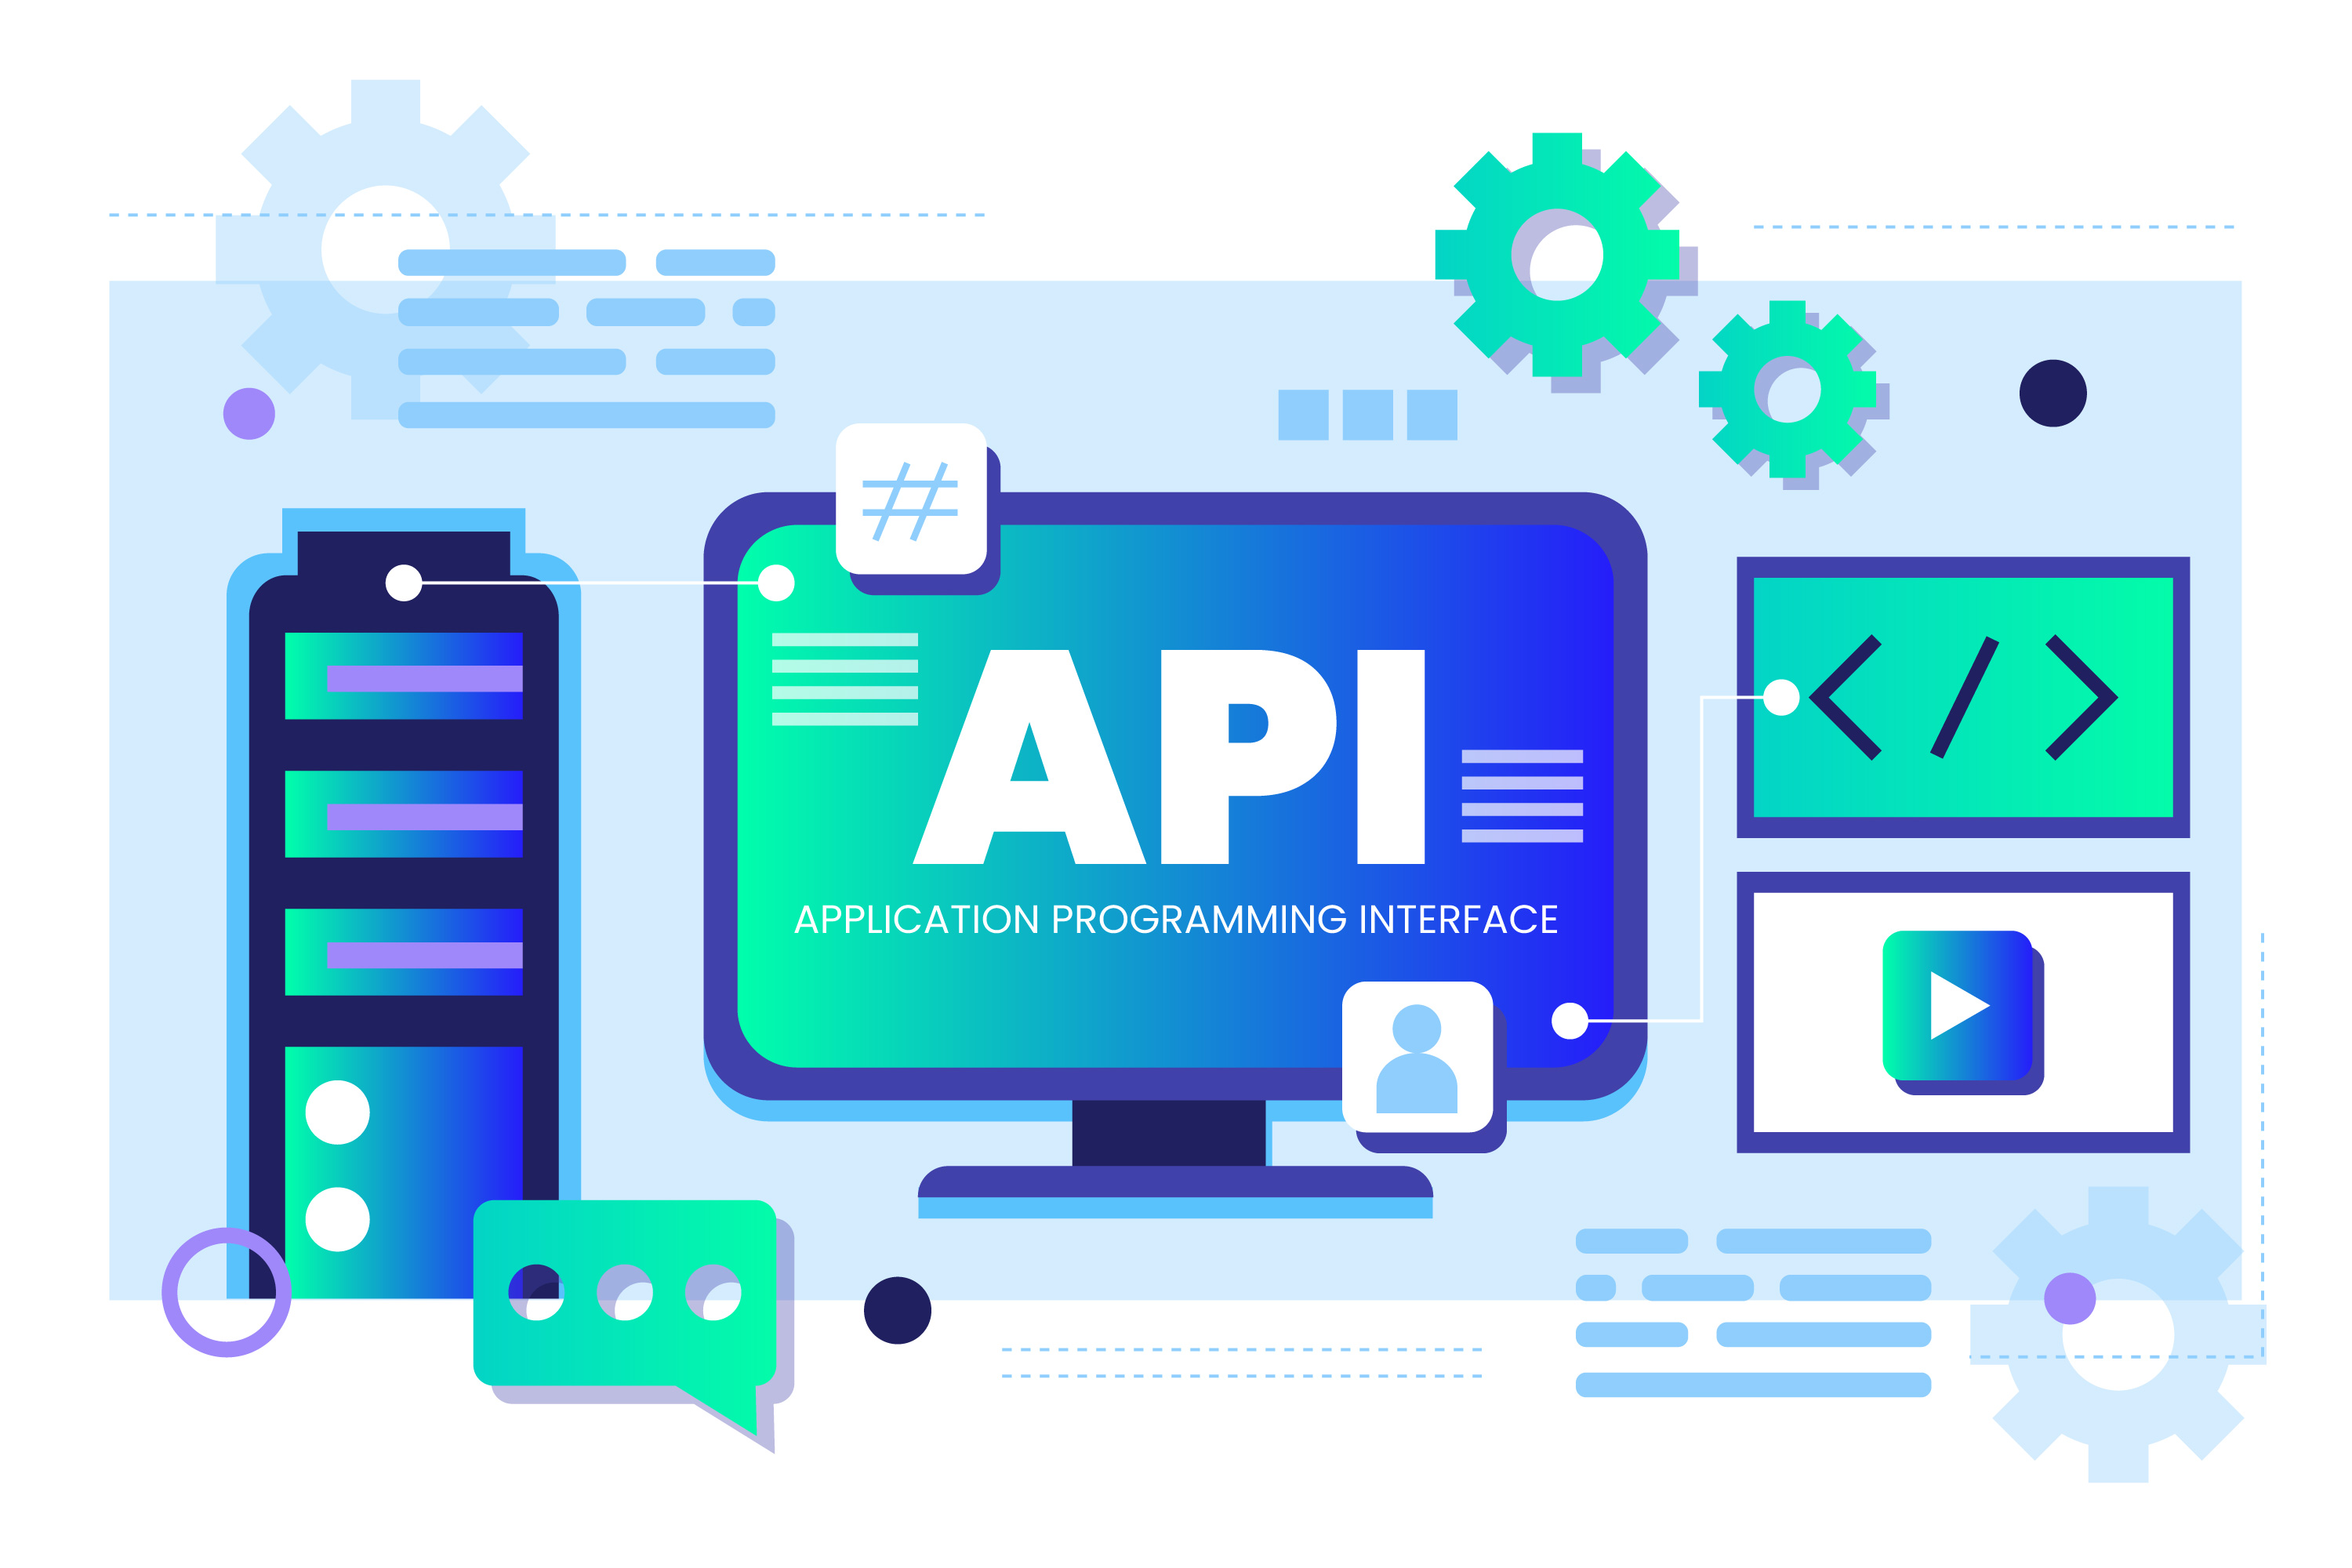 #
API
</>
APPLICATION PROGRAMMING INTERFACE